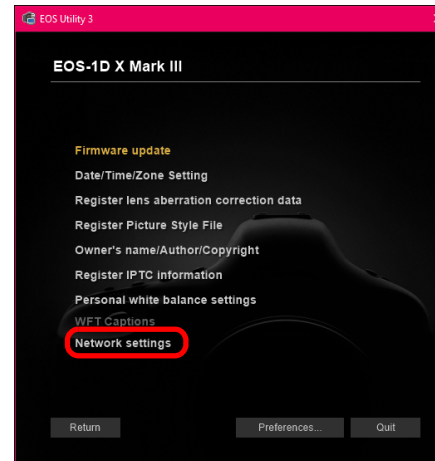 EOS Utility 3
EOS-1D X Mark III
Firmware update
Date/Time/Zone Setting
Register lens aberration correction data
Register Picture Style File
Owner's name/Author/Copyright
Register IPTC information
Personal white balance settings
WFT Captions
Network settings
Return Preferences... Quit